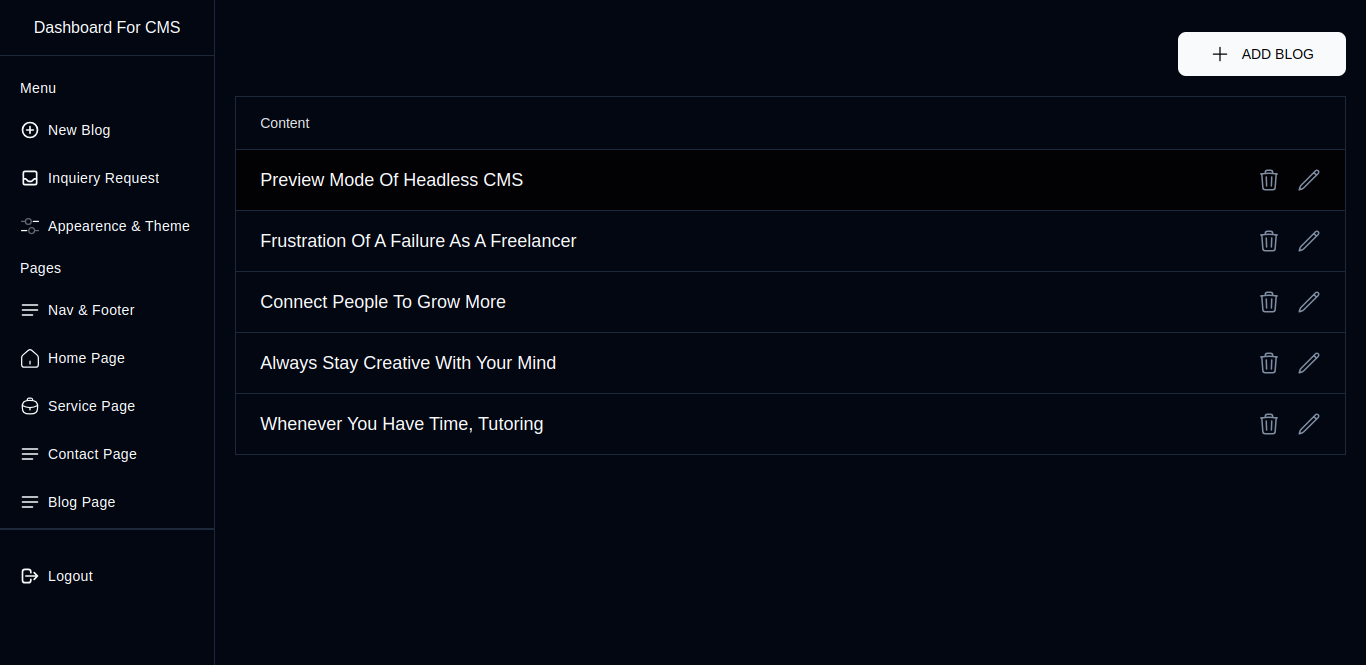 Dashboard For CMS
Menu
New Blog
Inquiery Request
Appearence & Theme
Pages
Nav & Footer
Home Page
Service Page
Contact Page
Blog Page
Logout
ADD BLOG
Content
Preview Mode Of Headless CMS
Frustration Of A Failure As A Freelancer
Connect People To Grow More
Always Stay Creative With Your Mind
Whenever You Have Time, Tutoring